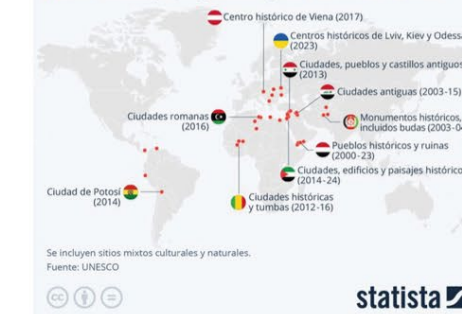 Centro histórico de Viena (2017)
Centros históricos de Lviv, Kiev y Odessa
(2023)
Ciudades, pueblos y castillos antiguos
(2013)
Ciudades antiguas (2003-15)
Ciudades romanas
(2016)
Monumentos históricos,
incluidos budas (2003-04
Pueblos históricos y ruinas
(2000-23)
Ciudades, edificios y paisajes histórico
(2014-24)
Ciudad de Potosí
(2014)
Ciudades históricas
y tumbas (2012-16)
Se incluyen sitios mixtos culturales y naturales.
Fuente: UNESCO
cc
statista